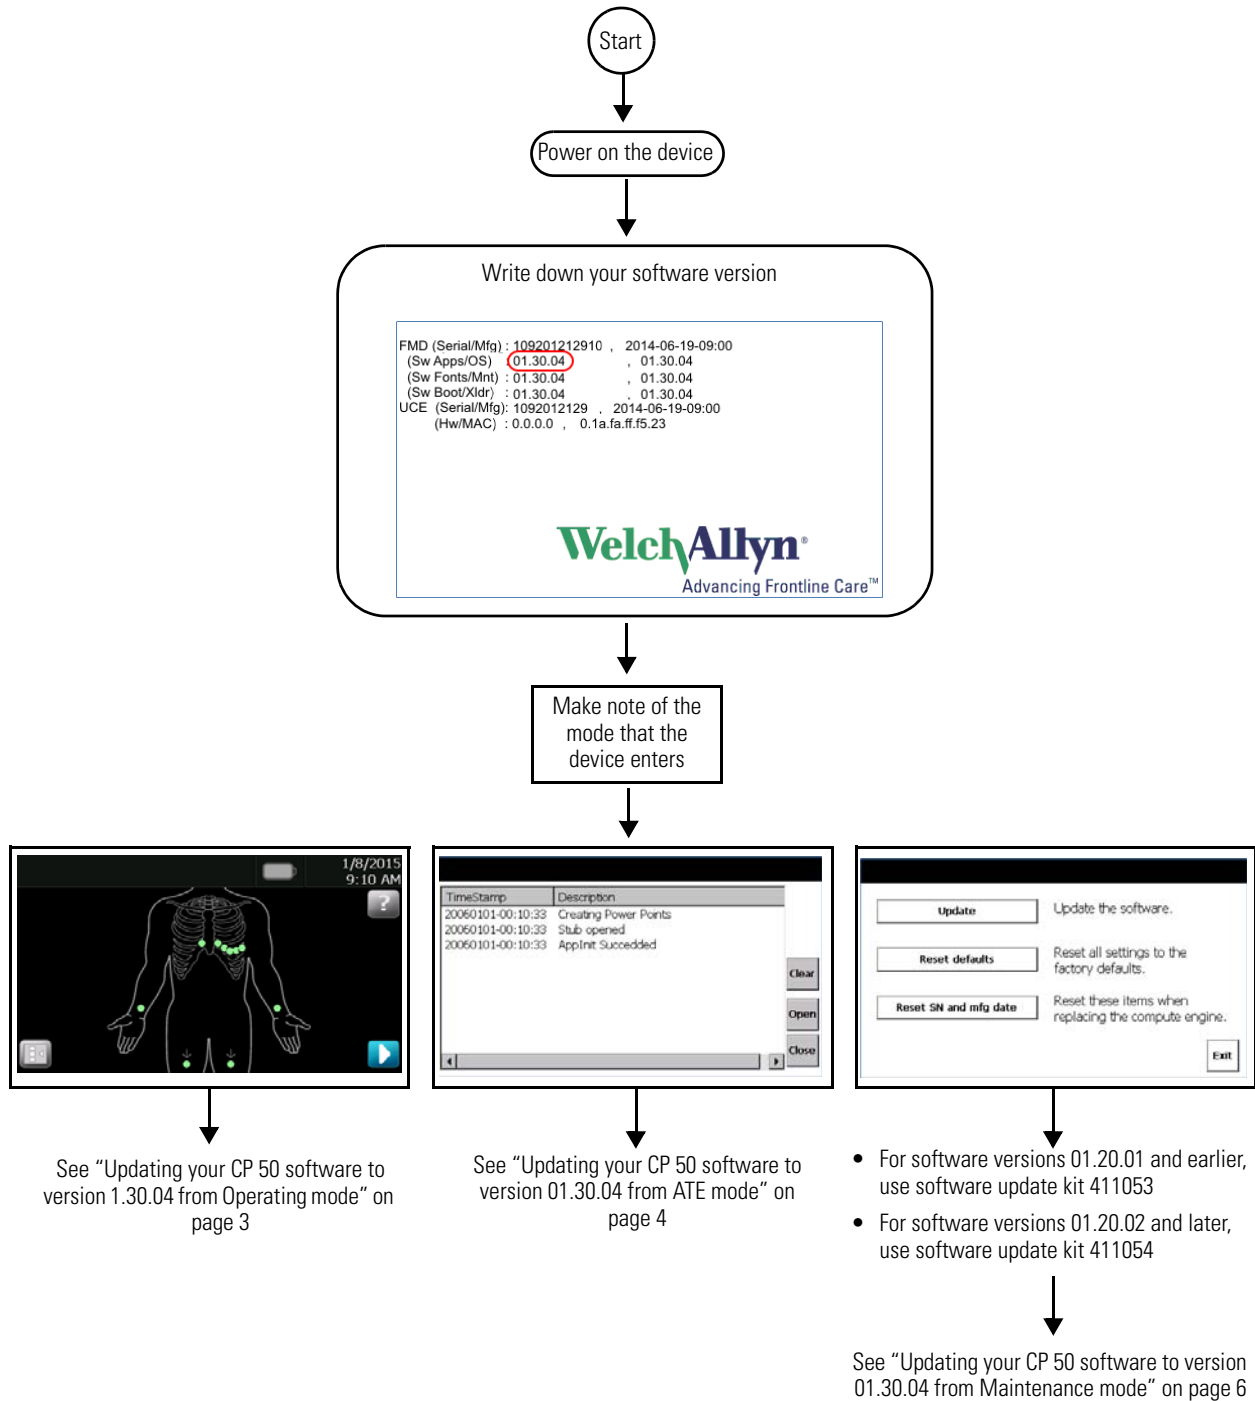 Start
Power on the device
Write down your software version
FMD (Serial/Mfg) : 109201212910 , 2014-06-19-09:00
(Sw Apps/OS) : 01.30.04 , 01.30.04
(Sw Fonts/Mnt) : 01.30.04 , 01.30.04
(Sw Boot/Xldr) : 01.30.04 , 01.30.04
UCE (Serial/Mfg): 1092012129 , 2014-06-19-09:00
(Hw/MAC) : 0.0.0.0 , 0.1a.fa.ff.f5.23
WelchAllyn®
Advancing Frontline Care™
Make note of the
mode that the
device enters
1/8/2015
9:10 AM
?
See “Updating your CP 50 software to
version 1.30.04 from Operating mode” on
page 3
TimeStamp Description
20060101-00:10:33 Creating Power Points
20060101-00:10:33 Stub opened
20060101-00:10:33 AppInit Succedded
Clear
Open
Close
See “Updating your CP 50 software to
version 01.30.04 from ATE mode” on
page 4
Update Update the software.
Reset defaults Reset all settings to the
factory defaults.
Reset SN and mfg date Reset these items when
replacing the compute engine.
Exit
• For software versions 01.20.01 and earlier,
use software update kit 411053
• For software versions 01.20.02 and later,
use software update kit 411054
See “Updating your CP 50 software to version
01.30.04 from Maintenance mode” on page 6